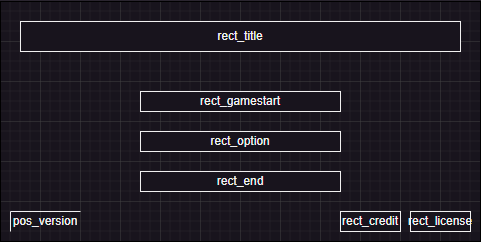 rect_title
rect_gamestart
rect_option
rect_end
pos_version
rect_credit
rect_license